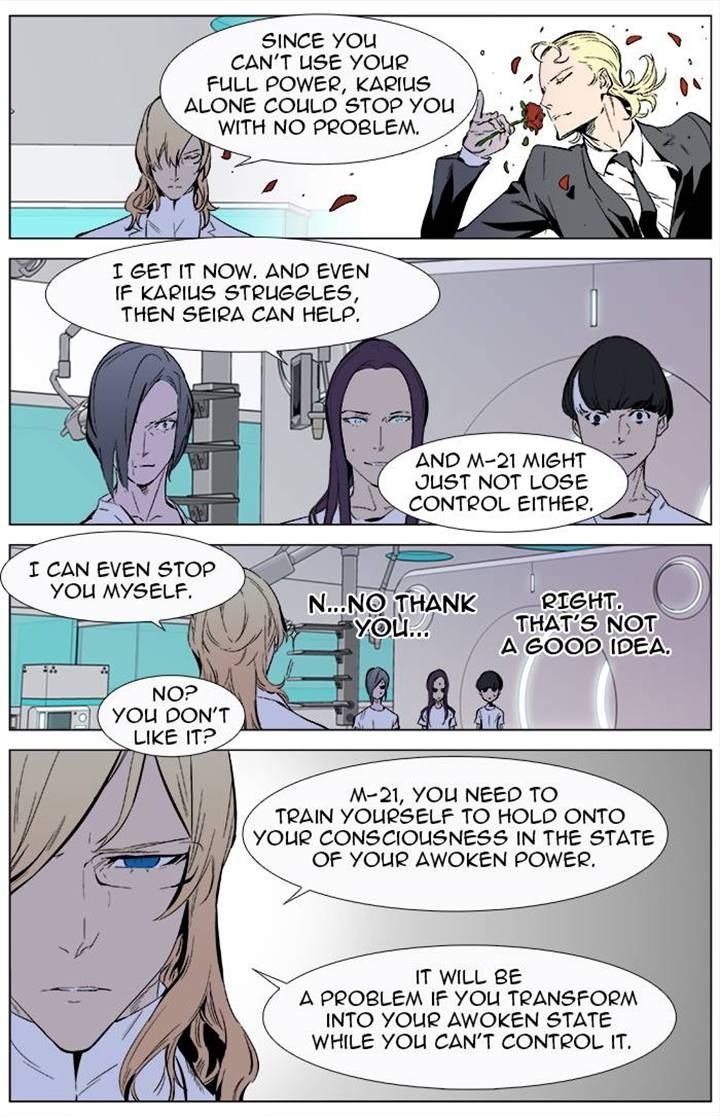 SINCE YOU
CAN'T USE YOUR
FULL POWER, KARIUS
ALONE COULD STOP YOU
WITH NO PROBLEM.
I GET IT NOW. AND EVEN
IF KARIUS STRUGGLES,
THEN SEIRA CAN HELP.
AND M-21 MIGHT
JUST NOT LOSE
CONTROL EITHER.
I CAN EVEN STOP
YOU MYSELF.
N...NO THANK
YOU...
RIGHT.
THAT'S NOT
A GOOD IDEA.
NO?
YOU DON'T
LIKE IT?
M-21, YOU NEED TO
TRAIN YOURSELF TO HOLD ONTO
YOUR CONSCIOUSNESS IN THE STATE
OF YOUR AWOKEN POWER.
IT WILL BE
A PROBLEM IF YOU TRANSFORM
INTO YOUR AWOKEN STATE
WHILE YOU CAN'T CONTROL IT.